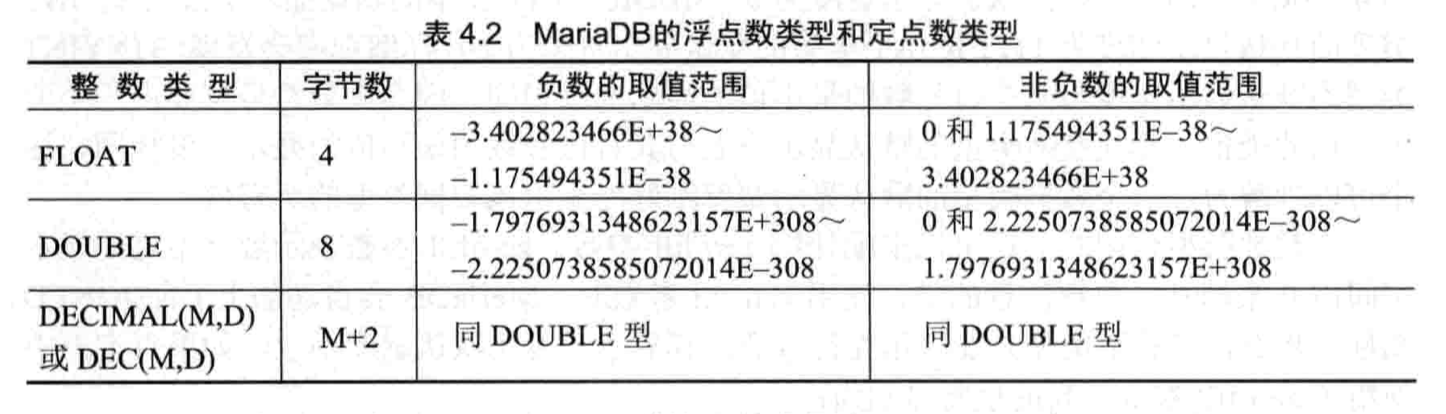 表 4.2 MariaDB的浮点数类型和定点数类型
整 数 类 型 字节数 负数的取值范围 非负数的取值范围
FLOAT 4 –3.402823466E+38～ 0 和 1.175494351E–38～
–1.175494351E–38 3.402823466E+38
DOUBLE 8 –1.7976931348623157E+308～ 0 和 2.2250738585072014E–308～
–2.2250738585072014E–308 1.7976931348623157E+308
DECIMAL(M,D)
或 DEC(M,D) M+2 同 DOUBLE 型 同 DOUBLE 型